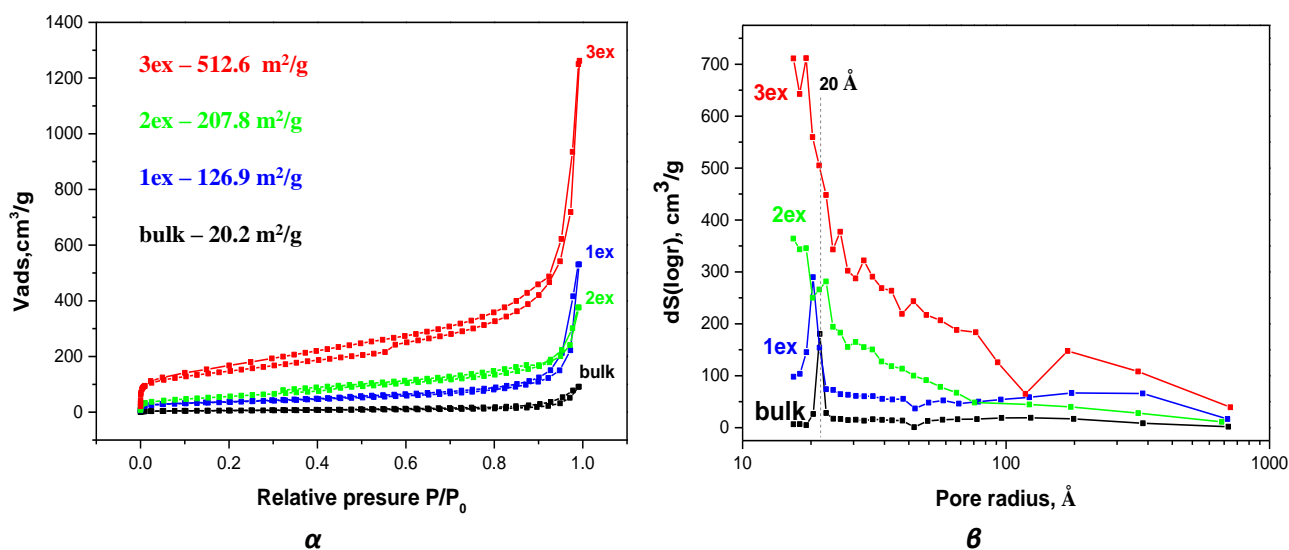 1400
1200
1000
800
600
400
200
0
Vads,cm³/g
3ex – 512.6 m²/g
2ex – 207.8 m²/g
1ex – 126.9 m²/g
bulk – 20.2 m²/g
3ex
1ex
2ex
bulk
0.0 0.2 0.4 0.6 0.8 1.0
Relative presure P/P₀
α
700
600
500
400
300
200
100
0
dS(logr), cm³/g
20 Å
3ex
2ex
1ex
bulk
10 100 1000
Pore radius, Å
в